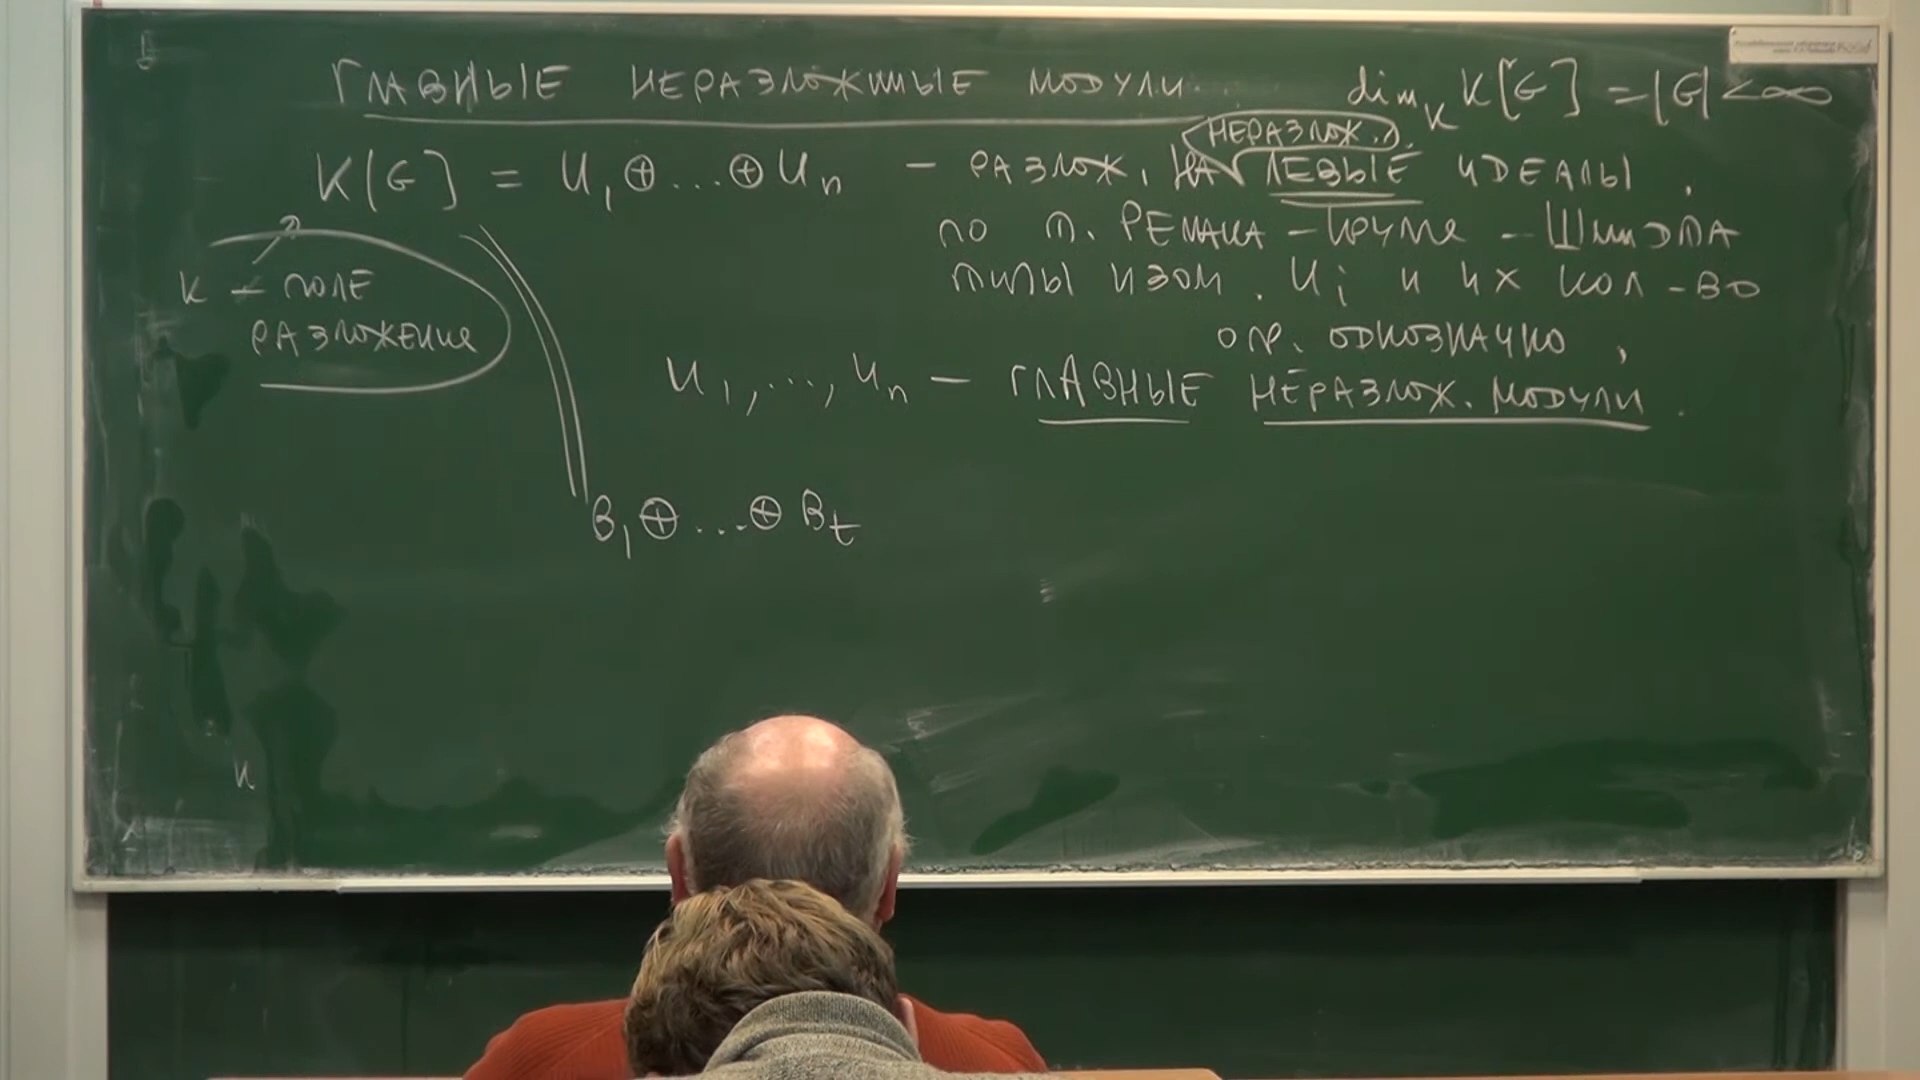 ГЛАВНЫЕ НЕРАЗЛОЖИМЫЕ МОДУЛИ
dim_K K[G] = |G| < ∞
K[G] = U₁ ⊕ ... ⊕ Uₙ — РАЗЛОЖ. НА НЕРАЗЛОЖ. ЛЕВЫЕ ИДЕАЛЫ.
ПО Т. РЕМАКА – КРУЛЛЯ – ШМИДТА
K – ПОЛЕ
РАЗЛОЖЕНИЯ
ТИПЫ ИЗОМ. Uᵢ И ИХ КОЛ-ВО
ОПР. ОДНОЗНАЧНО,
U₁, ..., Uₙ — ГЛАВНЫЕ НЕРАЗЛОЖ. МОДУЛИ.
B₁ ⊕ ... ⊕ Bₜ